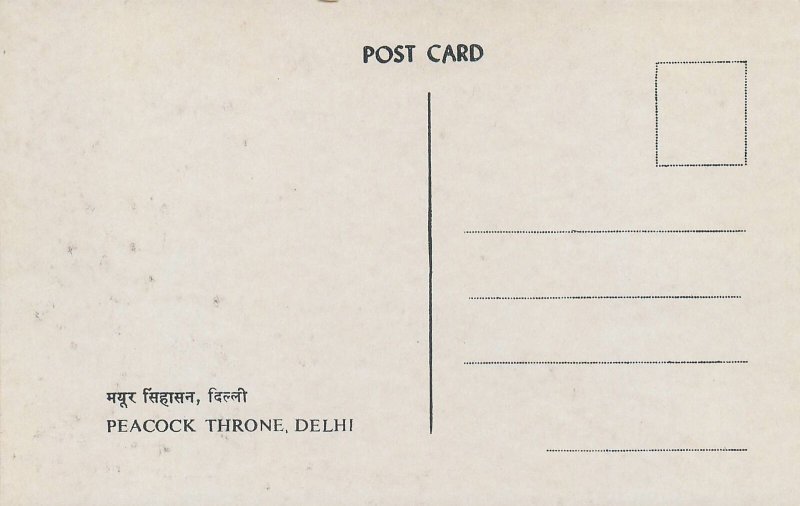 POST CARD
मयूर सिंहासन, दिल्ली
PEACOCK THRONE, DELHI